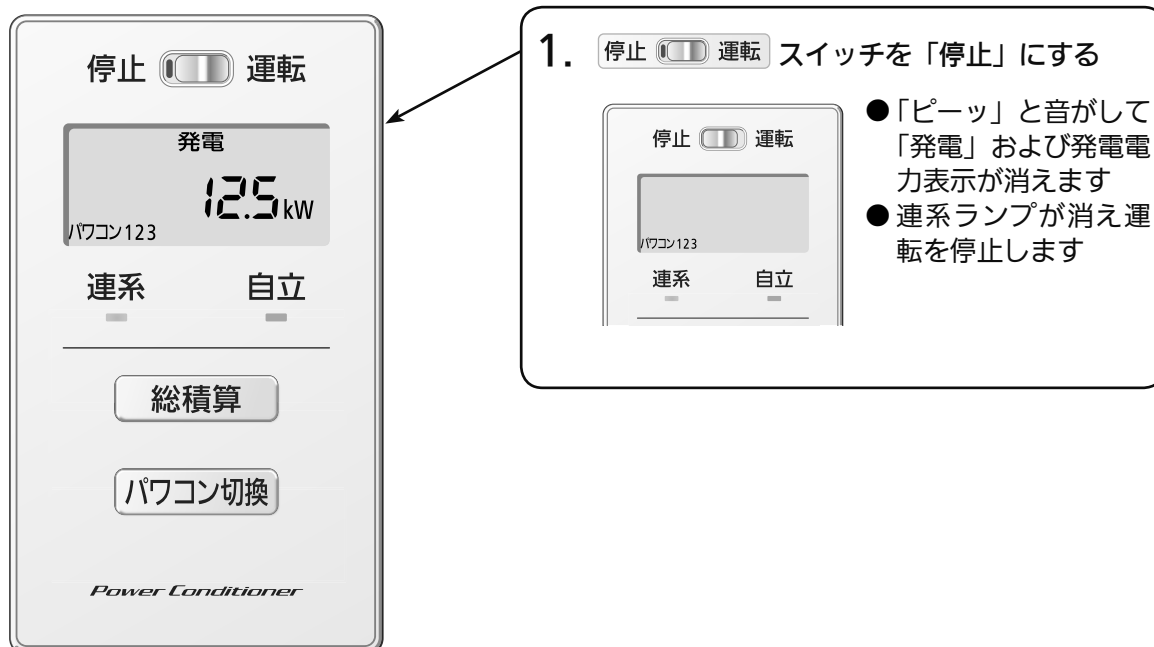 停止 運転
発電
12.5kW
パワコン123
連系 自立
総積算
パワコン切換
Power Conditioner
1. 停止 運転 スイッチを「停止」にする
停止 運転
パワコン123
連系 自立
●「ピーッ」と音がして
「発電」および発電電
力表示が消えます
●連系ランプが消え運
転を停止します